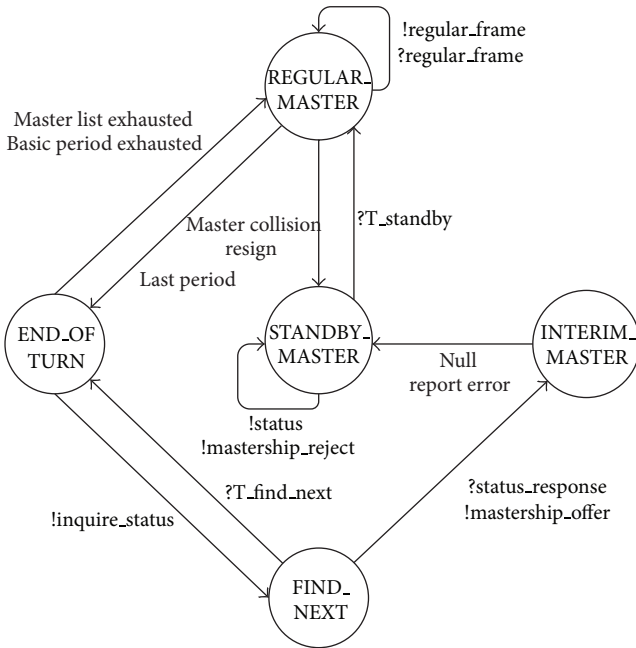 !regular_frame
?regular_frame
REGULAR_
MASTER
Master list exhausted
Basic period exhausted
?T_standby
Master collision
resign
Last period
END_OF
TURN
STANDBY_
MASTER
INTERIM_
MASTER
Null
report error
!status
!mastership_reject
?T_find_next
?status_response
!mastership_offer
!inquire_status
FIND_
NEXT